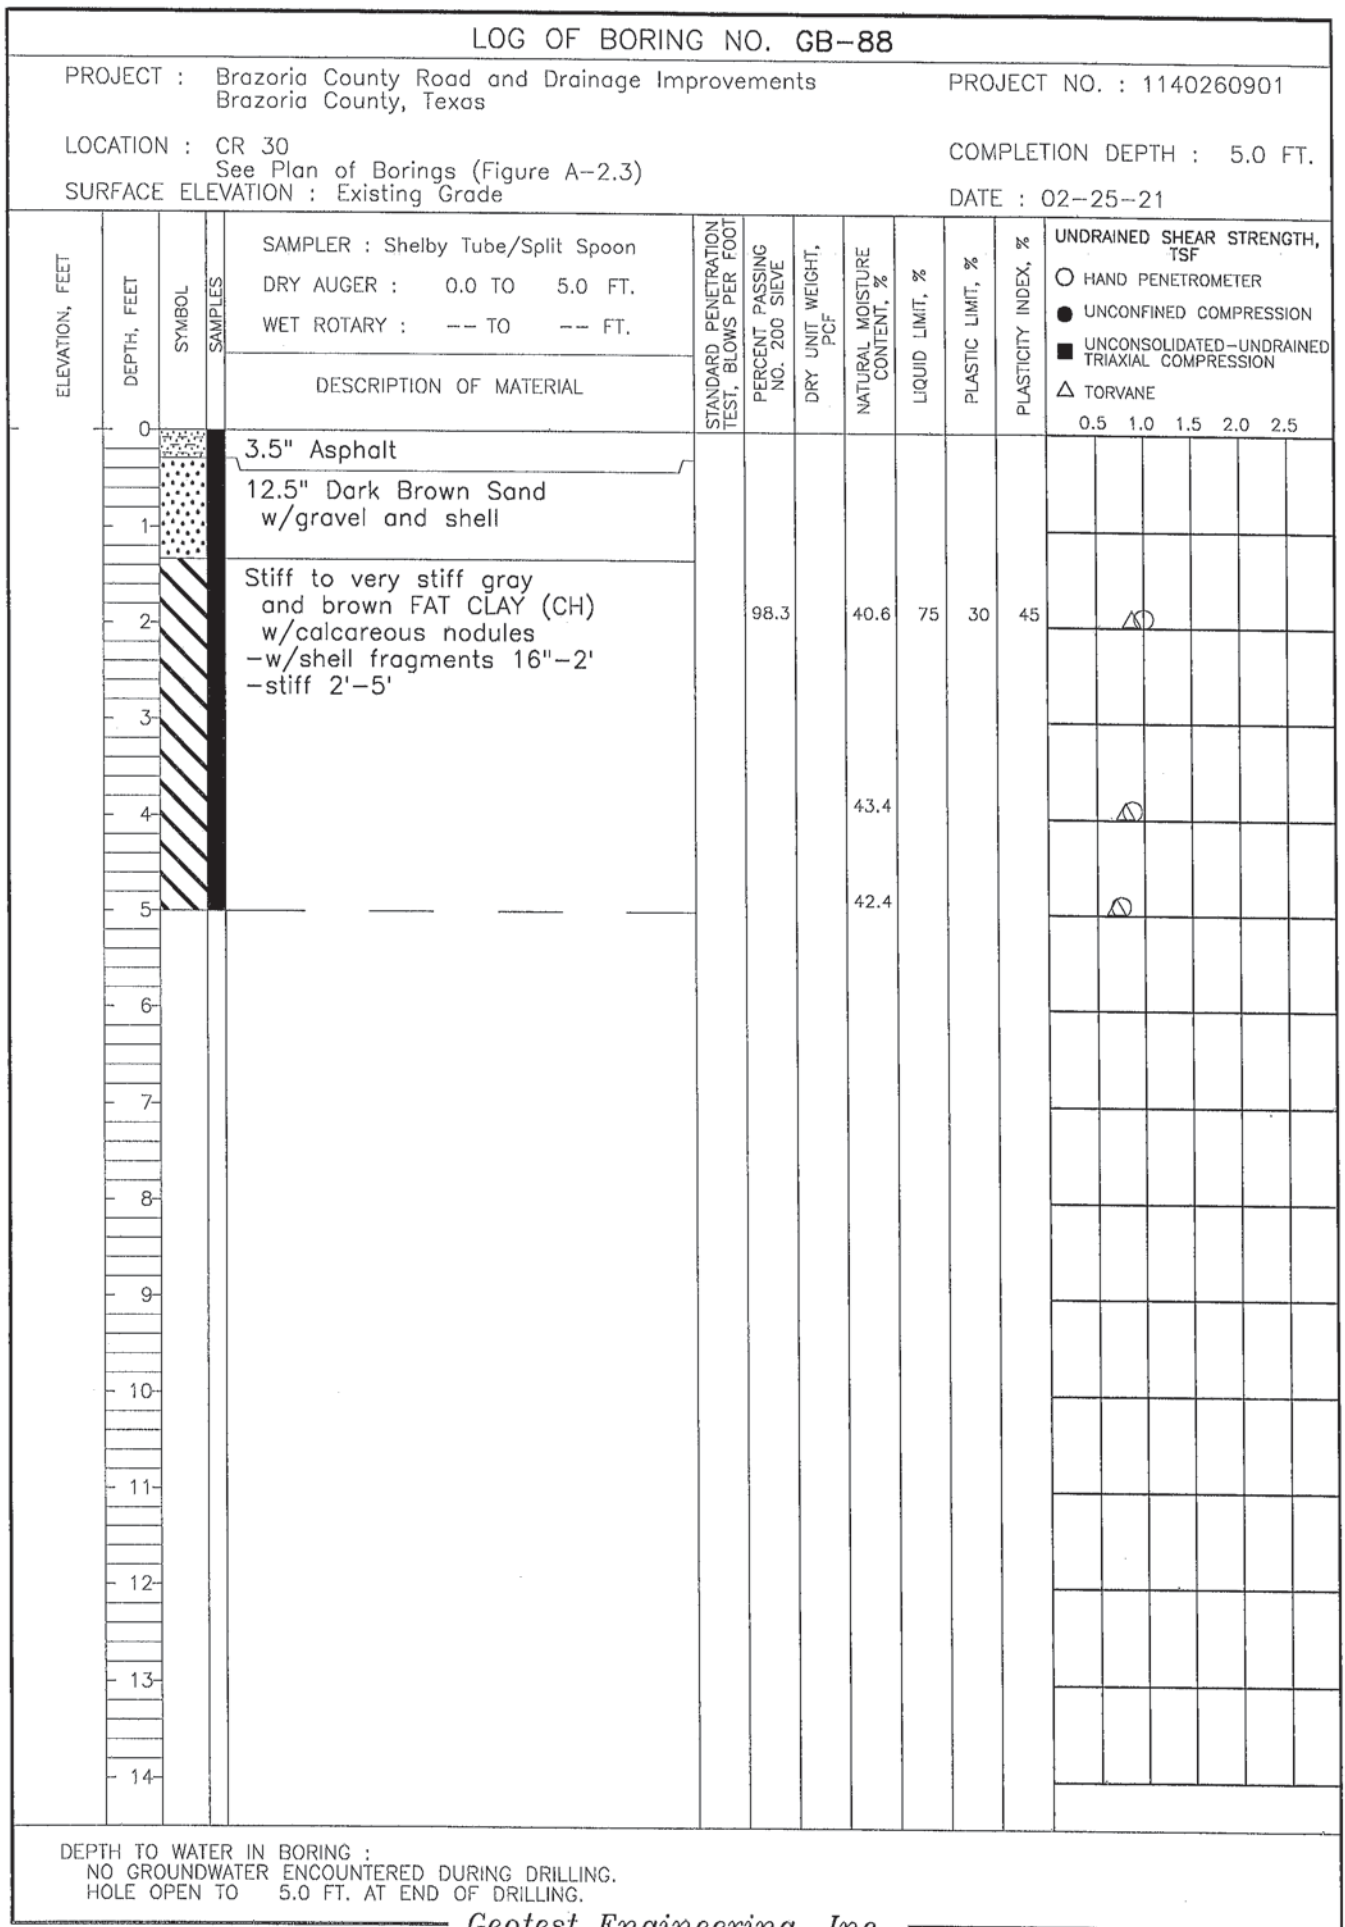 LOG OF BORING NO. GB-88
PROJECT : Brazoria County Road and Drainage Improvements
Brazoria County, Texas
PROJECT NO. : 1140260901
LOCATION : CR 30
See Plan of Borings (Figure A-2.3)
COMPLETION DEPTH : 5.0 FT.
SURFACE ELEVATION : Existing Grade
DATE : 02-25-21
ELEVATION, FEET
DEPTH, FEET
SYMBOL
SAMPLES
SAMPLER : Shelby Tube/Split Spoon
DRY AUGER : 0.0 TO 5.0 FT.
WET ROTARY : -- TO -- FT.
DESCRIPTION OF MATERIAL
STANDARD PENETRATION
TEST, BLOWS PER FOOT
PERCENT PASSING
NO. 200 SIEVE
DRY UNIT WEIGHT,
PCF
NATURAL MOISTURE
CONTENT, %
LIQUID LIMIT, %
PLASTIC LIMIT, %
PLASTICITY INDEX, %
UNDRAINED SHEAR STRENGTH,
TSF
HAND PENETROMETER
UNCONFINED COMPRESSION
UNCONSOLIDATED-UNDRAINED
TRIAXIAL COMPRESSION
TORVANE
0.5 1.0 1.5 2.0 2.5
0
3.5" Asphalt
12.5" Dark Brown Sand
w/gravel and shell
1
Stiff to very stiff gray
and brown FAT CLAY (CH)
w/calcareous nodules
-w/shell fragments 16"-2'
-stiff 2'-5'
2 98.3 40.6 75 30 45
3
4 43.4
5 42.4
6
7
8
9
10
11
12
13
14
DEPTH TO WATER IN BORING :
NO GROUNDWATER ENCOUNTERED DURING DRILLING.
HOLE OPEN TO 5.0 FT. AT END OF DRILLING.
Geotest Engineering, Inc.